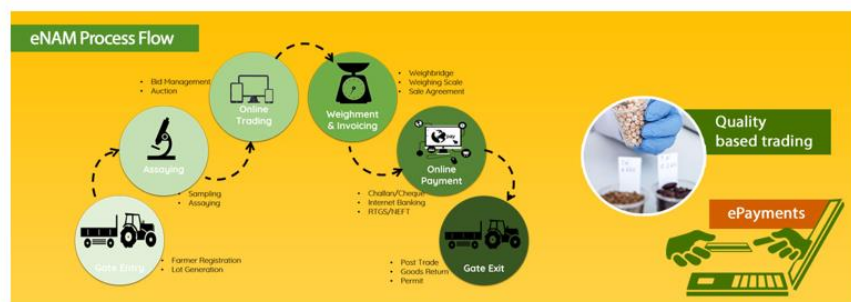 eNAM Process Flow
Gate Entry
• Farmer Registration
• Lot Generation
Assaying
• Sampling
• Assaying
Online
Trading
• Bid Management
• Auction
Weighment
& Invoicing
• Weighbridge
• Weighing Scale
• Sale Agreement
pay
Online
Payment
• Challan/Cheque
• Internet Banking
• RTGS/NEFT
Gate Exit
• Post Trade
• Goods Return
• Permit
Quality
based trading
ePayments